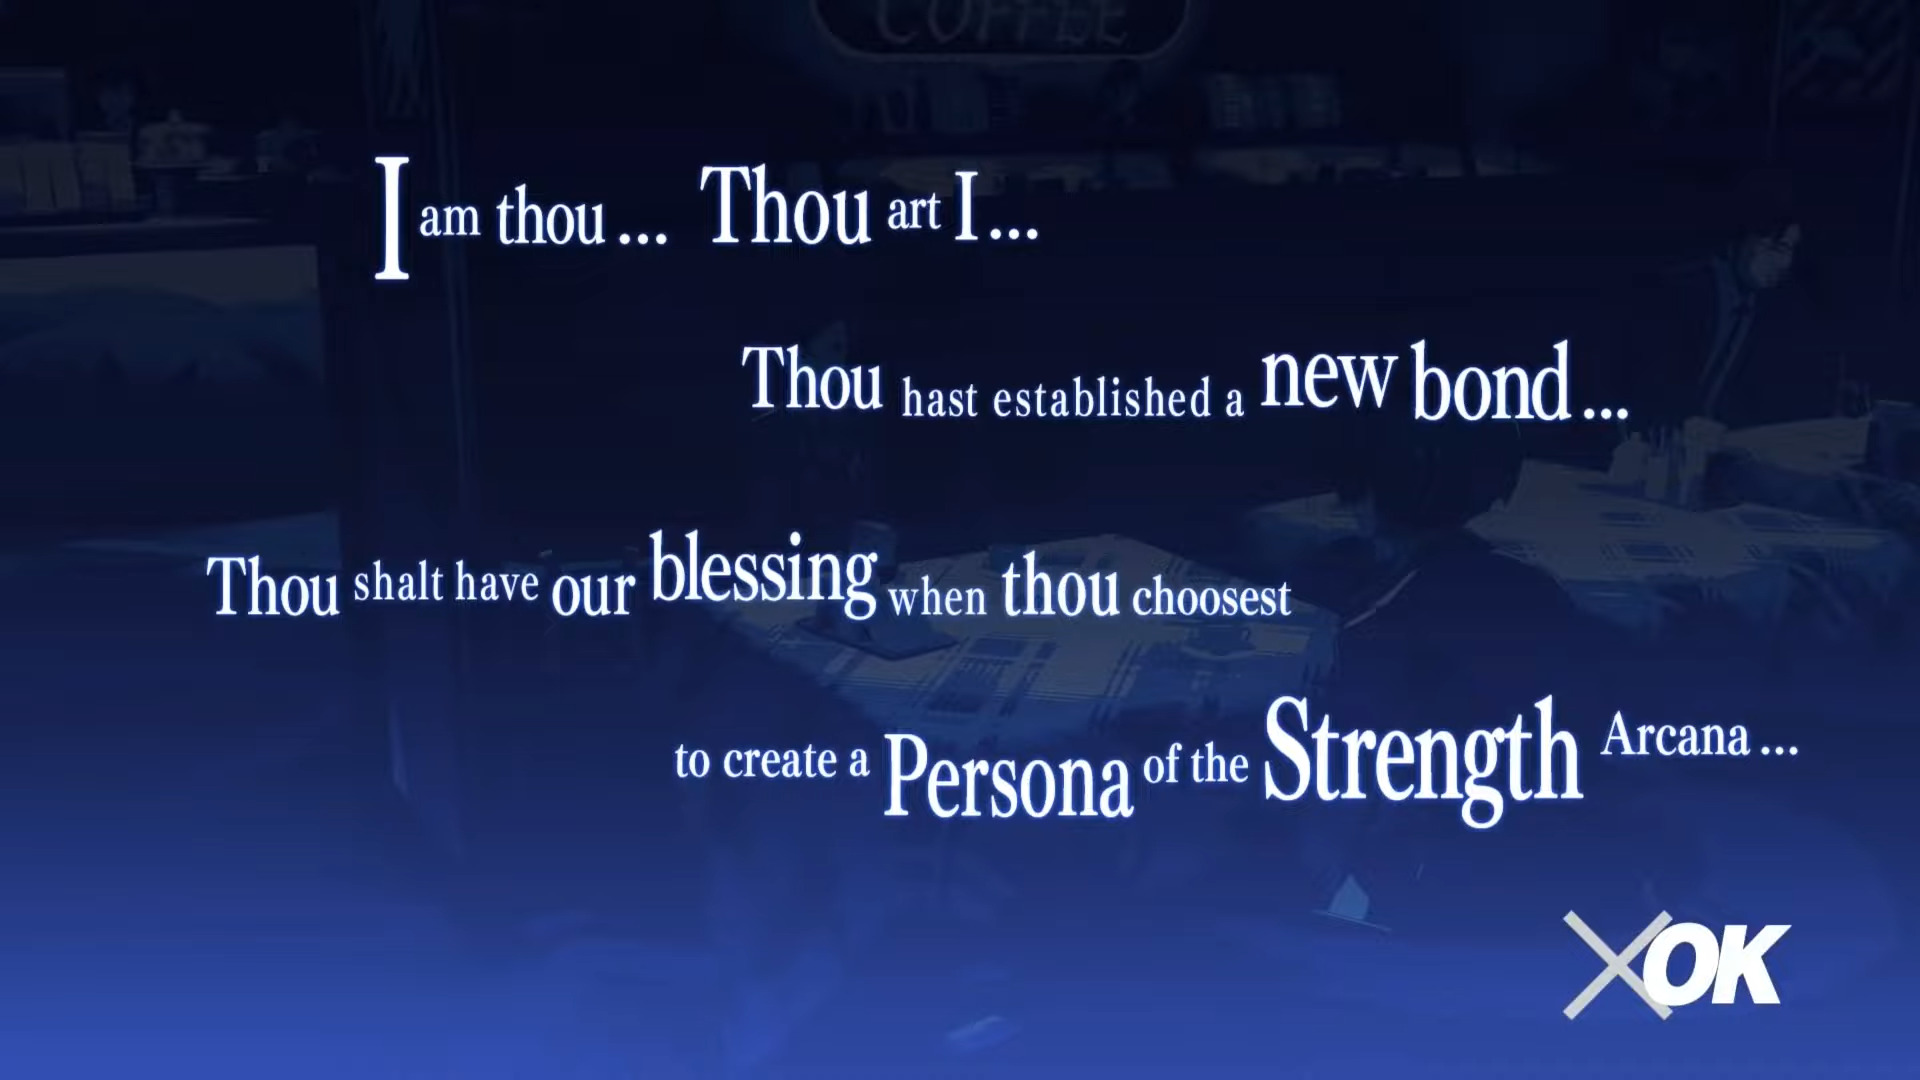 COFFEE
I am thou... Thou art I...
Thou hast established a new bond...
Thou shalt have our blessing when thou choosest
to create a Persona of the Strength Arcana...
OK